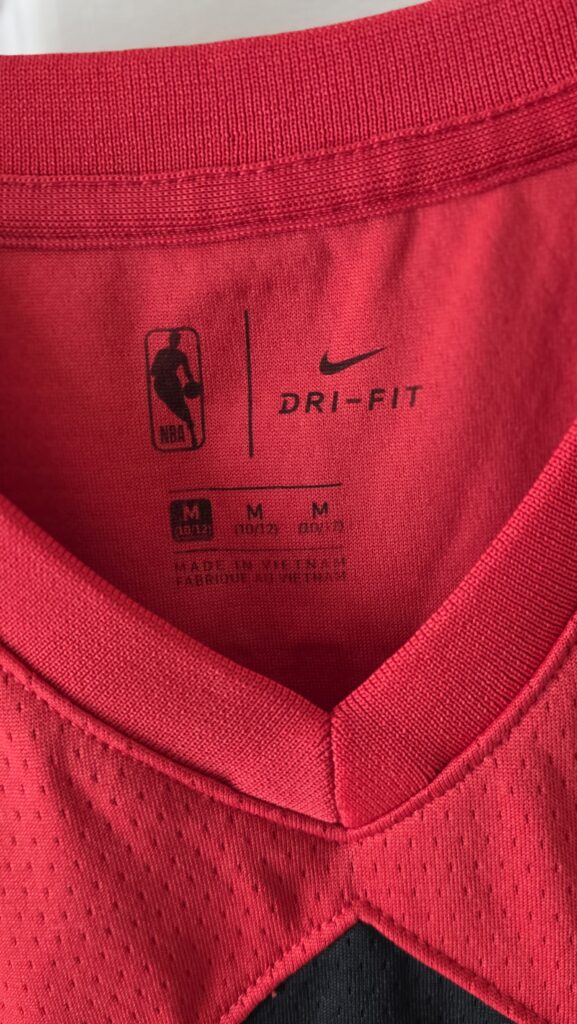 NBA
DRI-FIT
M M M
(10/12) (10/12) (10/12)
MADE IN VIETNAM
FABRIQUÉ AU VIETNAM